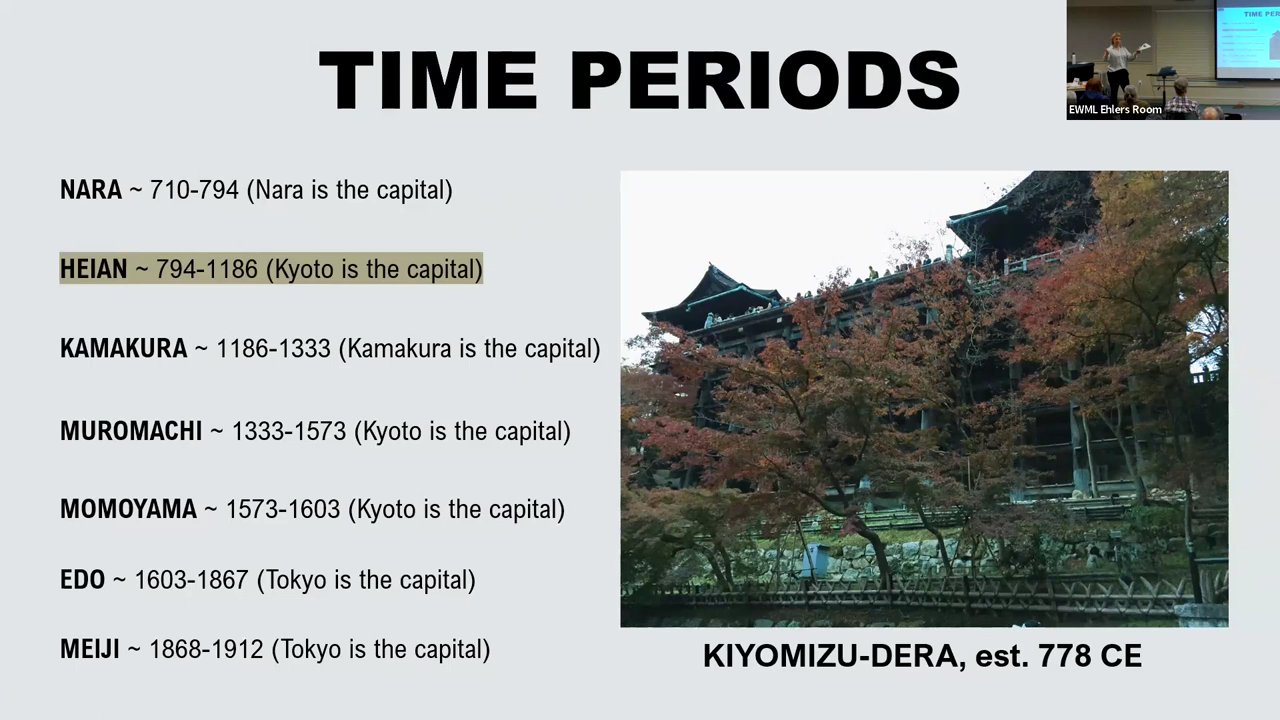 TIME PERIODS
NARA ~ 710-794 (Nara is the capital)
HEIAN ~ 794-1186 (Kyoto is the capital)
KAMAKURA ~ 1186-1333 (Kamakura is the capital)
MUROMACHI ~ 1333-1573 (Kyoto is the capital)
MOMOYAMA ~ 1573-1603 (Kyoto is the capital)
EDO ~ 1603-1867 (Tokyo is the capital)
MEIJI ~ 1868-1912 (Tokyo is the capital)
KIYOMIZU-DERA, est. 778 CE
TIME PER
EWML Ehlers Room